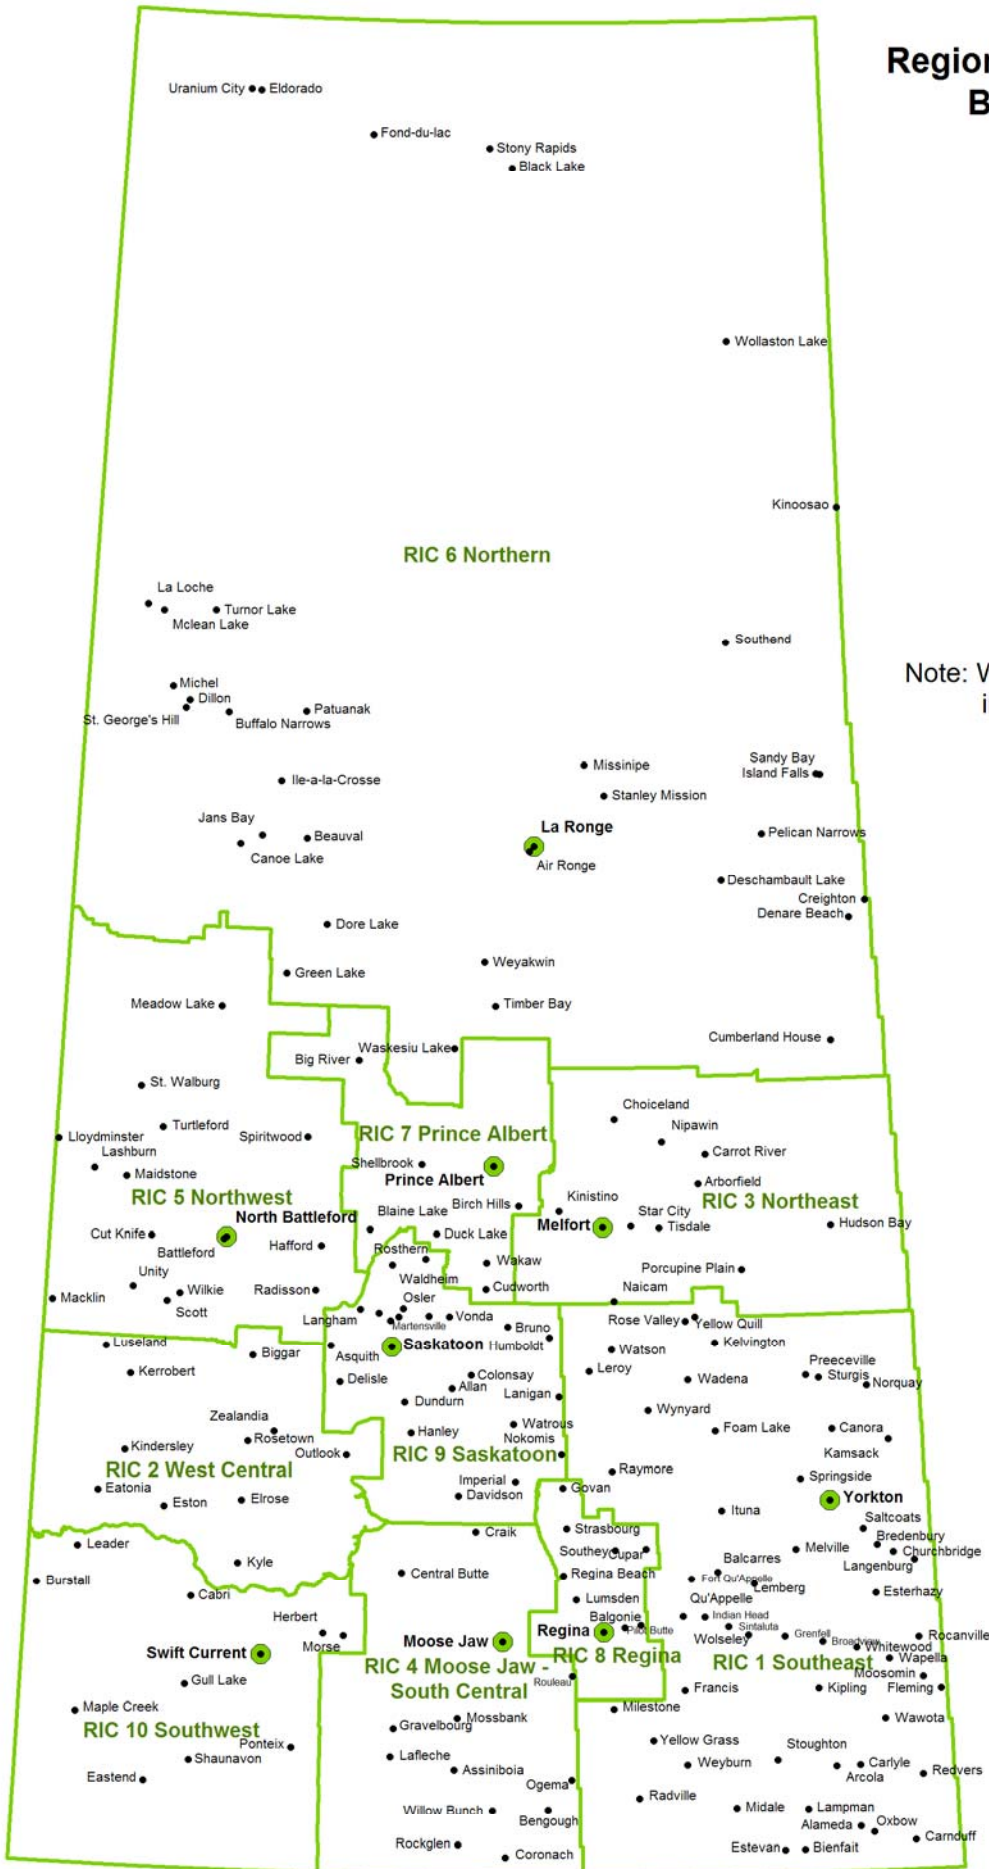 Region
B
Uranium City
Eldorado
Fond-du-lac
Stony Rapids
Black Lake
Wollaston Lake
Kinoosao
RIC 6 Northern
La Loche
Turnor Lake
Mclean Lake
Southend
Note: W
i
Michel
Dillon
St. George's Hill
Buffalo Narrows
Patuanak
Missinipe
Sandy Bay
Island Falls
Ile-a-la-Crosse
Stanley Mission
Jans Bay
Beauval
Canoe Lake
La Ronge
Air Ronge
Pelican Narrows
Deschambault Lake
Creighton
Denare Beach
Dore Lake
Weyakwin
Green Lake
Meadow Lake
Timber Bay
Cumberland House
Waskesiu Lake
Big River
St. Walburg
Choiceland
Turtleford
Spiritwood
Nipawin
Lloydminster
RIC 7 Prince Albert
Lashburn
Carrot River
Maidstone
Shellbrook
Prince Albert
Arborfield
RIC 5 Northwest
Birch Hills
Kinistino
RIC 3 Northeast
North Battleford
Blaine Lake
Star City
Melfort
Tisdale
Hudson Bay
Cut Knife
Duck Lake
Battleford
Hafford
Rosthern
Wakaw
Porcupine Plain
Unity
Waldheim
Wilkie
Radisson
Cudworth
Naicam
Macklin
Scott
Osler
Langham
Martensville
Vonda
Bruno
Rose Valley
Yellow Quill
Luseland
Biggar
Asquith
Saskatoon
Humboldt
Watson
Kelvington
Kerrobert
Delisle
Colonsay
Allan
Leroy
Wadena
Preeceville
Sturgis
Norquay
Dundurn
Lanigan
Wynyard
Zealandia
Rosetown
Hanley
Watrous
Nokomis
Foam Lake
Canora
Kamsack
Kindersley
Outlook
RIC 9 Saskatoon
RIC 2 West Central
Raymore
Springside
Eatonia
Imperial
Davidson
Govan
Yorkton
Eston
Elrose
Ituna
Saltcoats
Craik
Strasbourg
Bredenbury
Leader
Southey
Cupar
Melville
Churchbridge
Langenburg
Kyle
Balcarres
Burstall
Central Butte
Regina Beach
Fort Qu'Appelle
Lemberg
Esterhazy
Cabri
Lumsden
Qu'Appelle
Herbert
Balgonie
Indian Head
Morse
Regina
Pilot Butte
Sintaluta
Wolseley
Grenfell
Broadview
Rocanville
Whitewood
Swift Current
Moose Jaw
RIC 8 Regina
RIC 1 Southeast
Wapella
RIC 4 Moose Jaw -
South Central
Moosomin
Gull Lake
Rouleau
Francis
Kipling
Fleming
Maple Creek
Milestone
Mossbank
Wawota
RIC 10 Southwest
Gravelbourg
Ponteix
Yellow Grass
Stoughton
Shaunavon
Lafleche
Weyburn
Carlyle
Arcola
Redvers
Eastend
Assiniboia
Ogema
Radville
Willow Bunch
Bengough
Midale
Lampman
Alameda
Oxbow
Rockglen
Carnduff
Coronach
Estevan
Bienfait